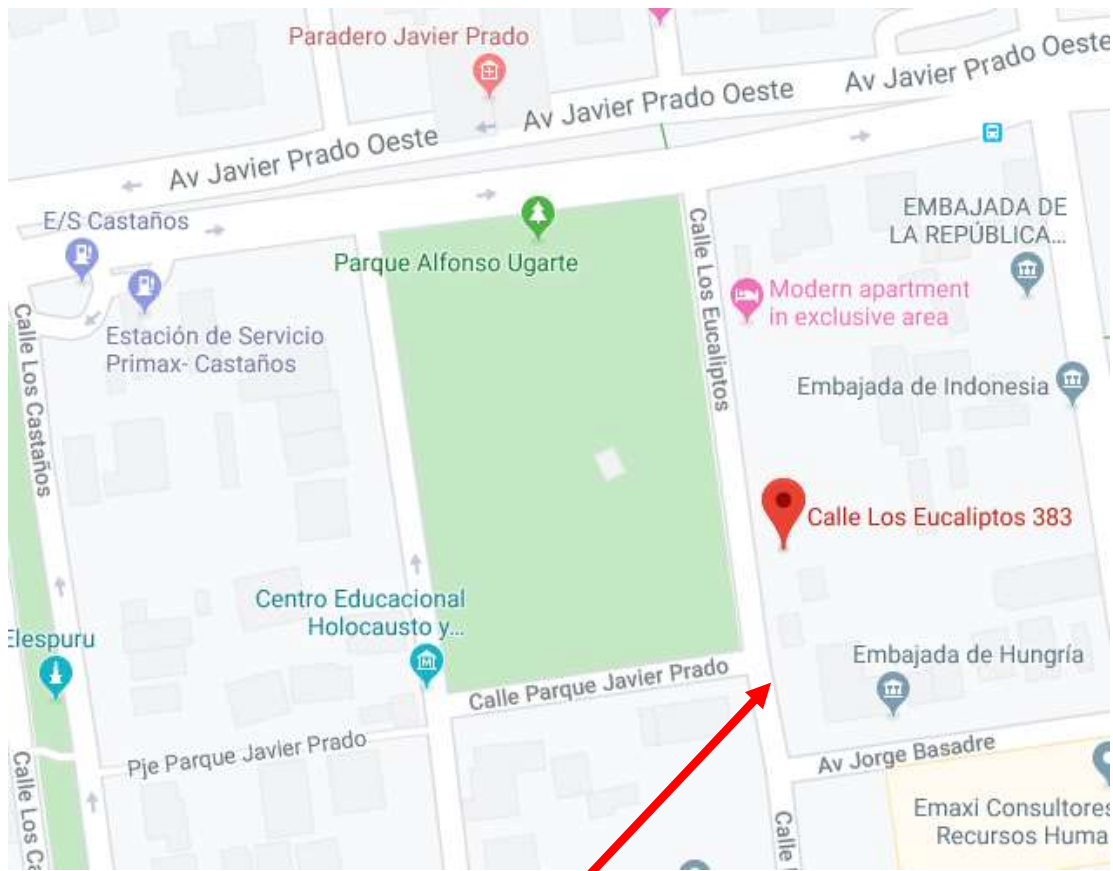 Paradero Javier Prado
Av Javier Prado Oeste
Av Javier Prado Oeste
Av Javier Prado Oeste
E/S Castaños
Parque Alfonso Ugarte
Calle Los Eucaliptos
EMBAJADA DE
LA REPÚBLICA...
Modern apartment
in exclusive area
Estación de Servicio
Primax- Castaños
Calle Los Castaños
Embajada de Indonesia
Calle Los Eucaliptos 383
Centro Educacional
Holocausto y...
M
Elespuru
Embajada de Hungría
Calle Parque Javier Prado
Pje Parque Javier Prado
Av Jorge Basadre
Calle Los Ca
Calle
Emaxi Consultores
Recursos Huma